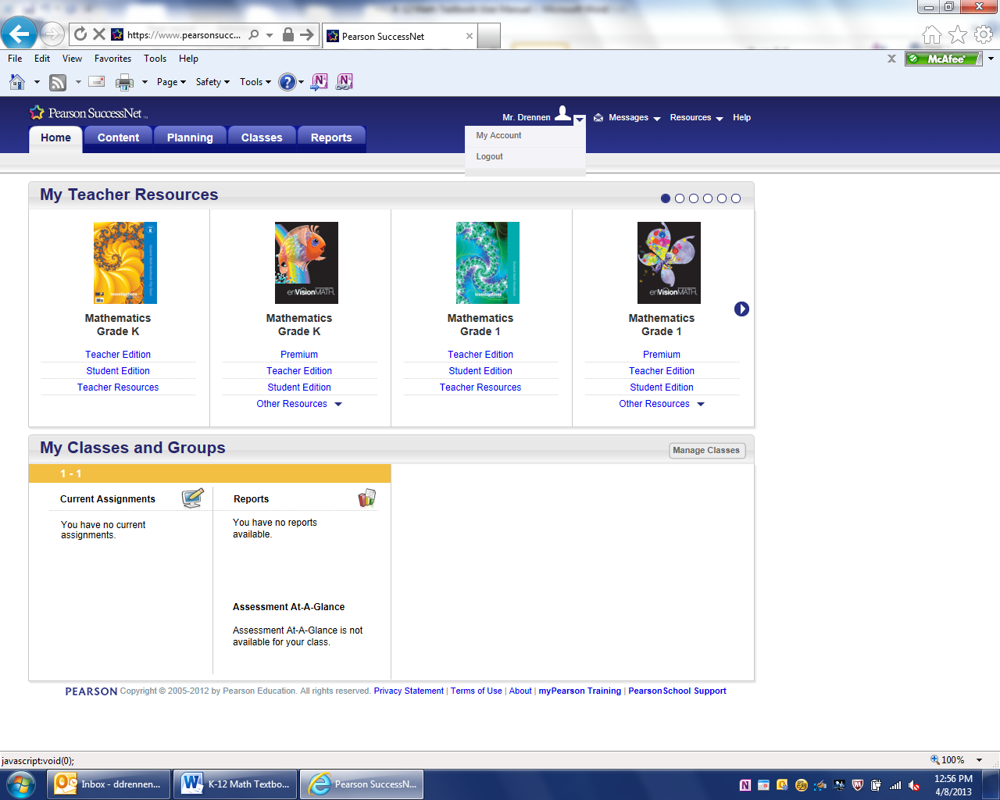 https://www.pearsonsucc...
Pearson SuccessNet
File Edit View Favorites Tools Help
McAfee
Page Safety Tools
Pearson SuccessNet™
Mr. Drennen Messages Resources Help
Home Content Planning Classes Reports
My Account
Logout
My Teacher Resources
investigations
enVisionMATH
investigations
enVisionMATH
Mathematics Grade K
Teacher Edition
Student Edition
Teacher Resources
Mathematics Grade K
Premium
Teacher Edition
Student Edition
Other Resources
Mathematics Grade 1
Teacher Edition
Student Edition
Teacher Resources
Mathematics Grade 1
Premium
Teacher Edition
Student Edition
Other Resources
My Classes and Groups
Manage Classes
1 - 1
Current Assignments
You have no current
assignments.
Reports
You have no reports
available.
Assessment At-A-Glance
Assessment At-A-Glance is not
available for your class.
PEARSON Copyright © 2005-2012 by Pearson Education. All rights reserved. Privacy Statement | Terms of Use | About | myPearson Training | PearsonSchool Support
javascript:void(0);
100%
Inbox - ddrennen... K-12 Math Textbo... Pearson SuccessN...
12:56 PM
4/8/2013